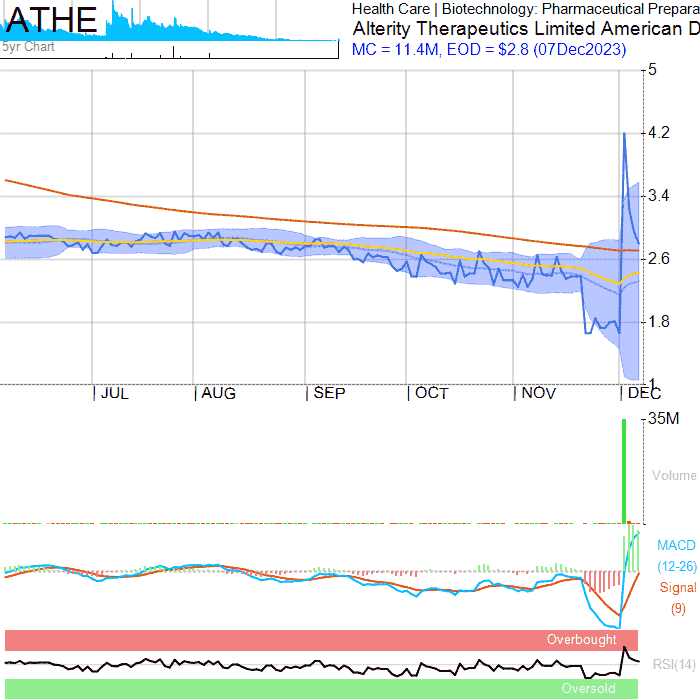 ATHE
5yr Chart
Health Care | Biotechnology: Pharmaceutical Prepara
Alterity Therapeutics Limited American D
MC = 11.4M, EOD = $2.8 (07Dec2023)
5
4.2
3.4
2.6
1.8
1
JUL AUG SEP OCT NOV DEC
35M
Volume
MACD
(12-26)
Signal
(9)
Overbought
RSI(14)
Oversold